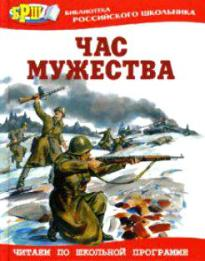 БРШ
БИБЛИОТЕКА
РОССИЙСКОГО ШКОЛЬНИКА
ЧАС
МУЖЕСТВА
ЧИТАЕМ ПО ШКОЛЬНОЙ ПРОГРАММЕ